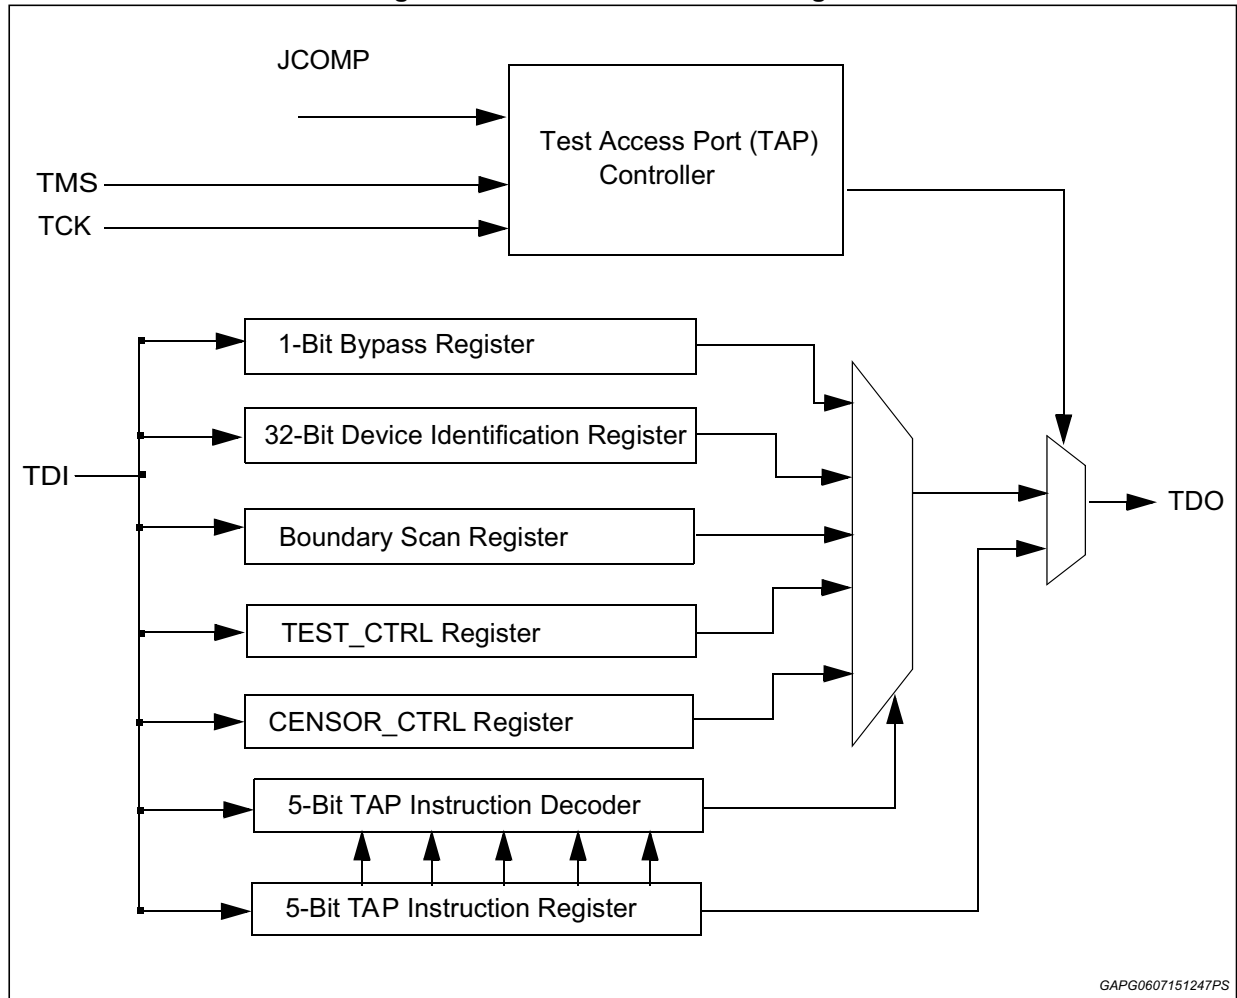 JCOMP
Test Access Port (TAP)
Controller
TMS
TCK
1-Bit Bypass Register
32-Bit Device Identification Register
TDI
TDO
Boundary Scan Register
TEST_CTRL Register
CENSOR_CTRL Register
5-Bit TAP Instruction Decoder
5-Bit TAP Instruction Register
GAPG0607151247PS